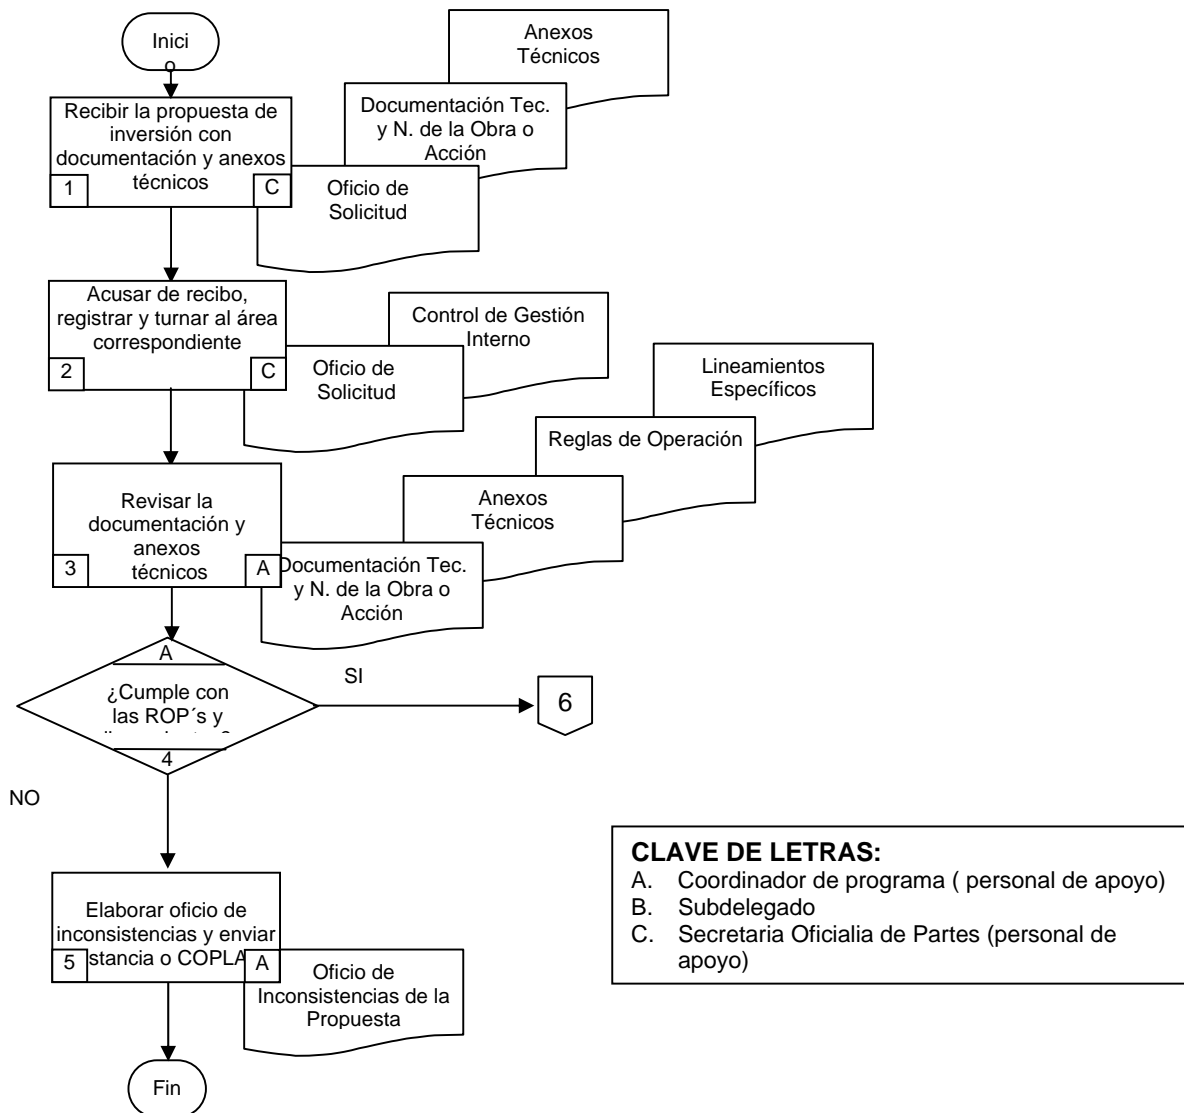 Inici
o
Anexos
Técnicos
Recibir la propuesta de
inversión con
documentación y anexos
técnicos
1
C
Documentación Tec.
y N. de la Obra o
Acción
Oficio de
Solicitud
Acusar de recibo,
registrar y turnar al área
correspondiente
2
C
Control de Gestión
Interno
Oficio de
Solicitud
Lineamientos
Específicos
Reglas de Operación
Anexos
Técnicos
Revisar la
documentación y
anexos
técnicos
3
A
Documentación Tec.
y N. de la Obra o
Acción
A
¿Cumple con
las ROP´s y
4
SI
6
NO
Elaborar oficio de
inconsistencias y enviar
stancia o COPLA
5
A
Oficio de
Inconsistencias de la
Propuesta
Fin
CLAVE DE LETRAS:
A. Coordinador de programa ( personal de apoyo)
B. Subdelegado
C. Secretaria Oficialia de Partes (personal de
apoyo)